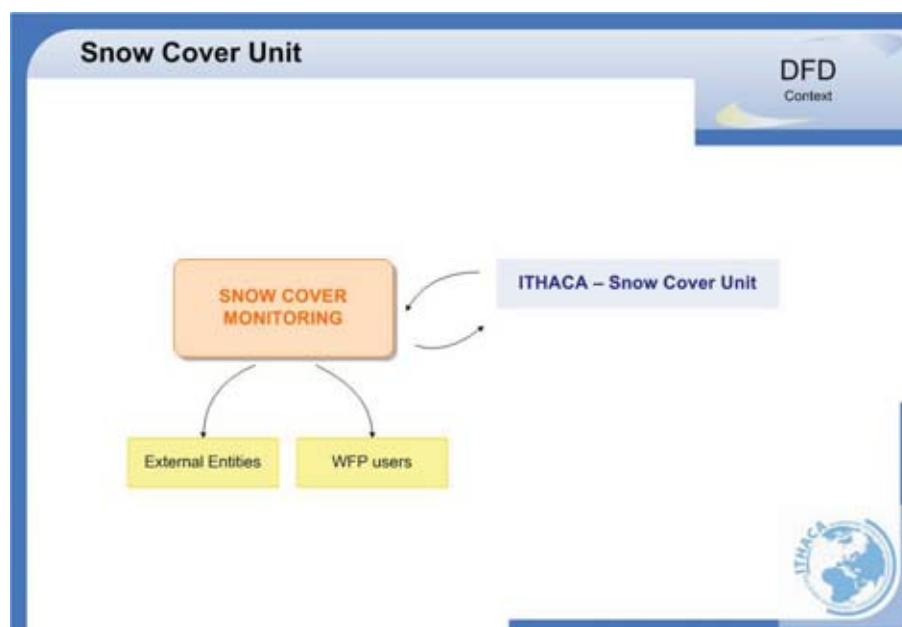 Snow Cover Unit
DFD
Context
SNOW COVER
MONITORING
ITHACA – Snow Cover Unit
External Entities
WFP users
ITHACA